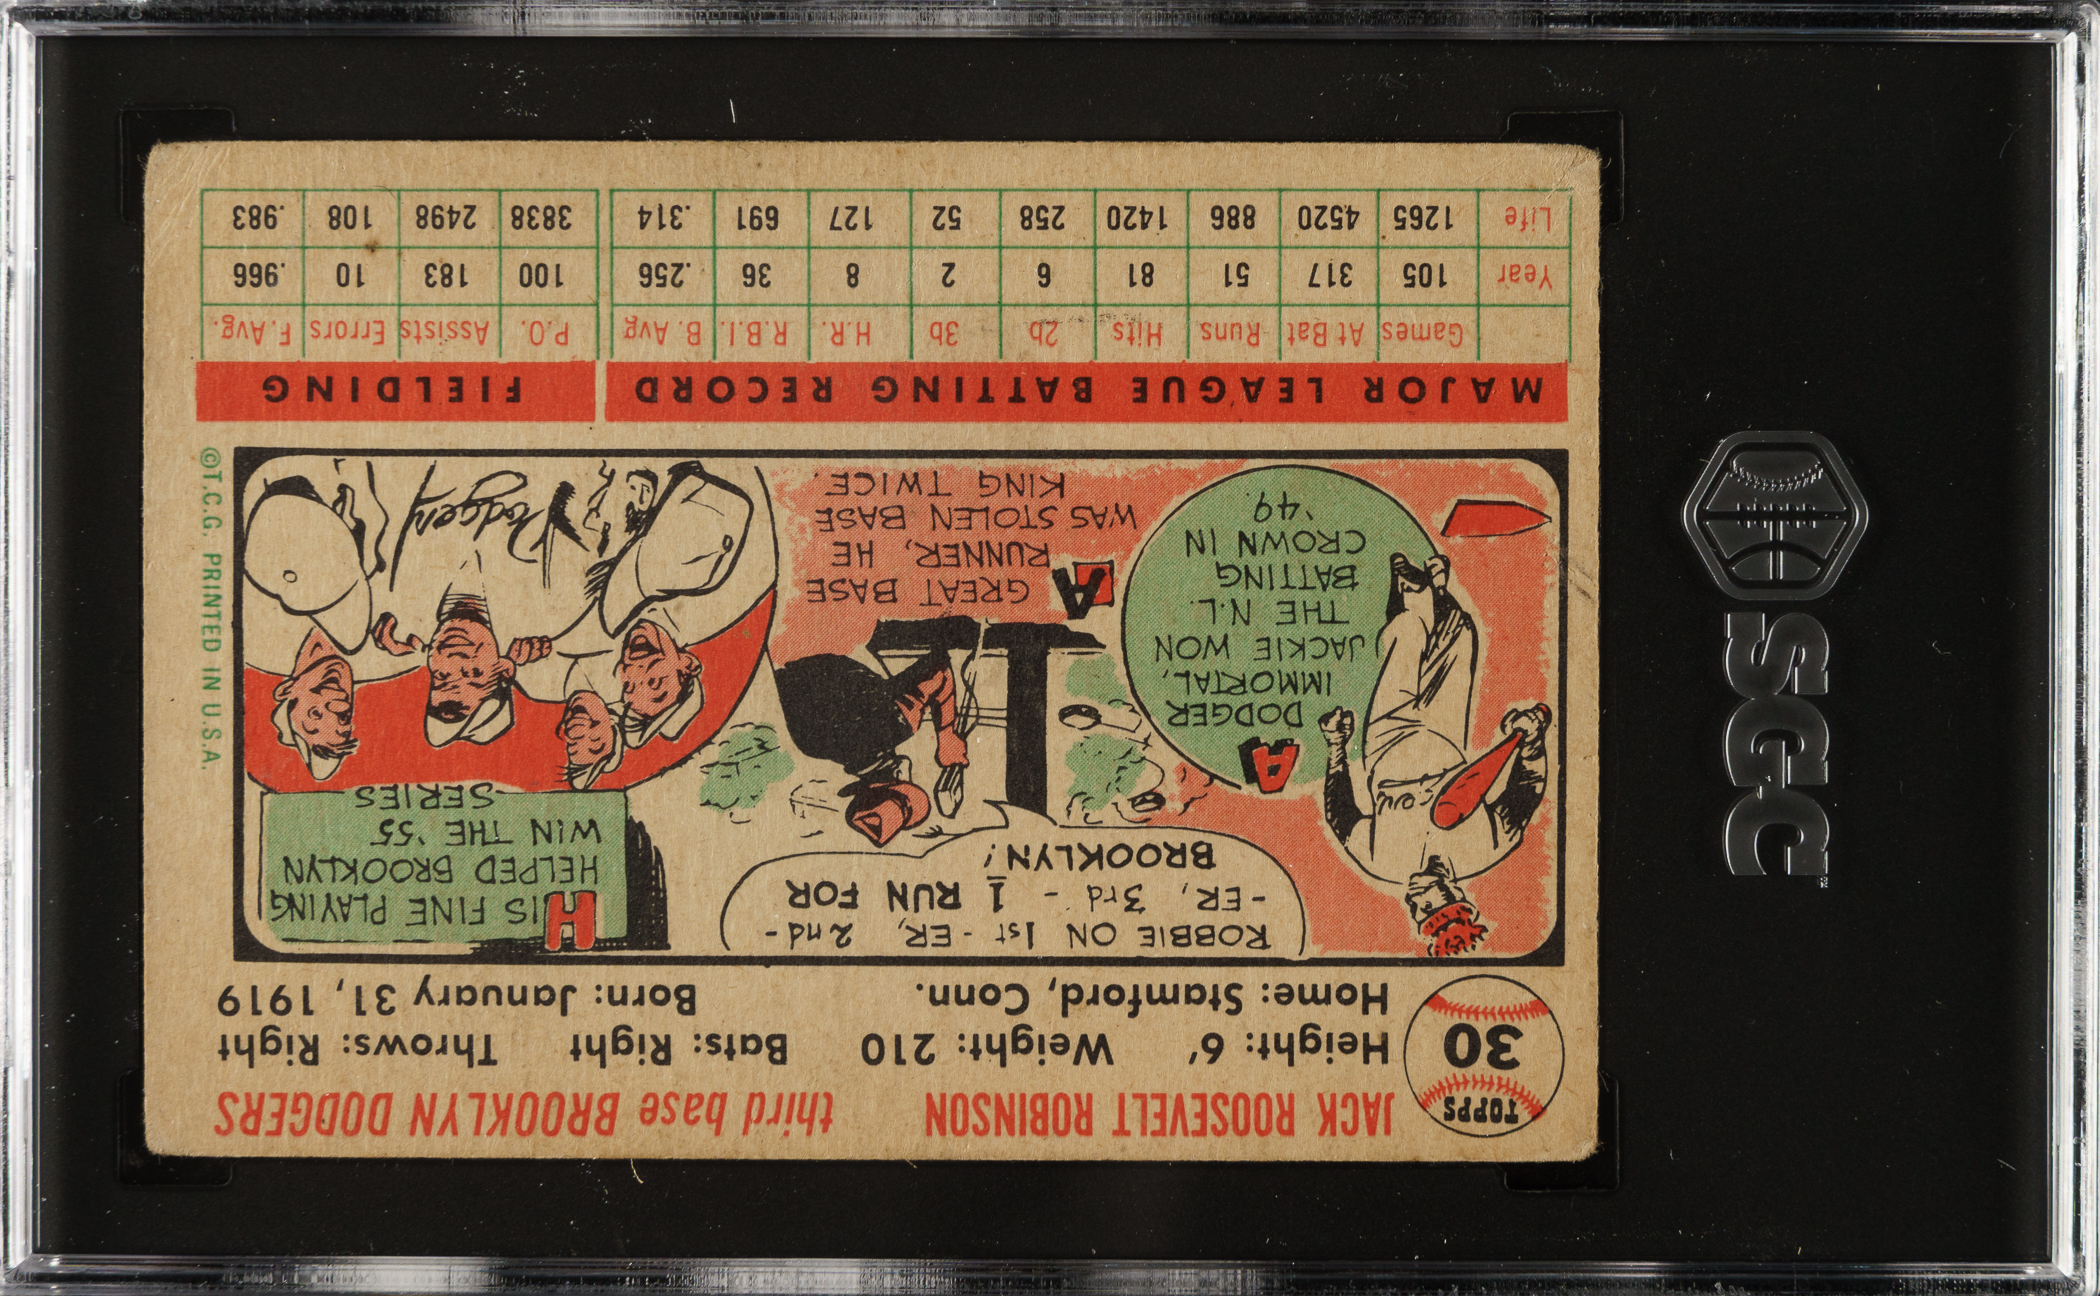 TOPPS
30
JACK ROOSEVELT ROBINSON third base BROOKLYN DODGERS
Height: 6' Weight: 210 Bats: Right Throws: Right
Home: Stamford, Conn. Born: January 31, 1919
DODGER
IMMORTAL,
JACKIE WON
THE N.L.
BATTING
CROWN IN
'49.
ROBBIE ON 1st-ER, 2nd-
-ER, 3rd - 1 RUN FOR
BROOKLYN!
A GREAT BASE
RUNNER, HE
WAS STOLEN BASE
KING TWICE.
HIS FINE PLAYING
HELPED BROOKLYN
WIN THE '55
SERIES
Dodgers
©T.C.G. PRINTED IN U.S.A.
MAJOR LEAGUE BATTING RECORD FIELDING
Games At Bat Runs Hits 2b 3b H.R. R.B.I. B. Avg P.O. Assists Errors F. Avg.
Year 105 317 51 81 6 2 8 36 .256 100 183 10 .966
Life 1265 4520 886 1420 258 52 127 691 .314 3838 2498 108 .983
SGC
TM